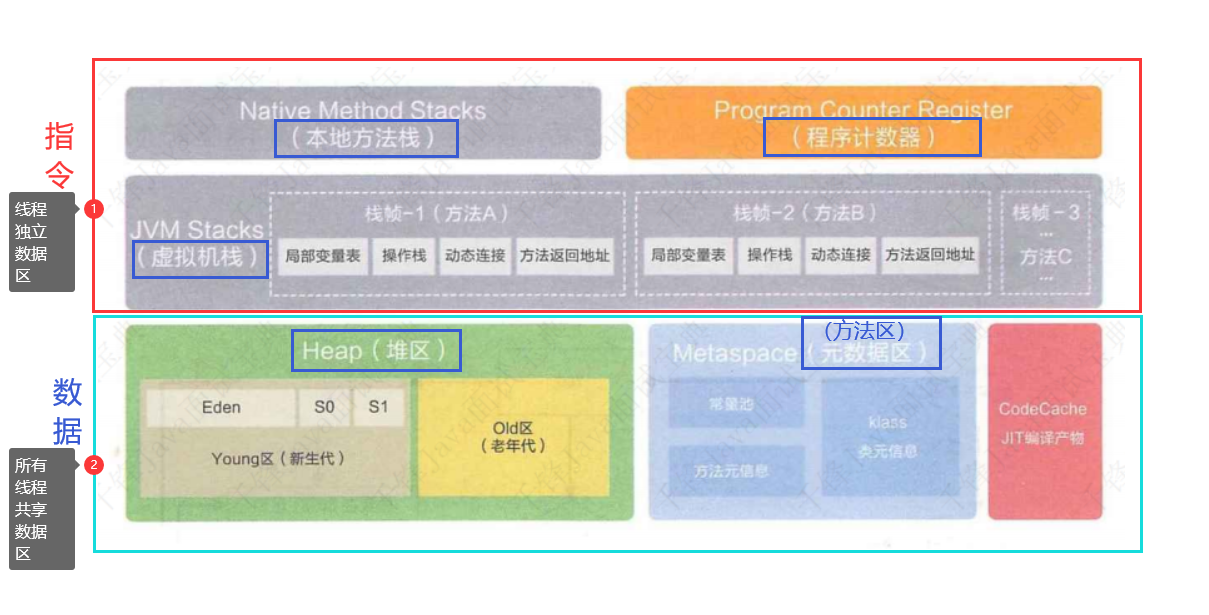 指
令
1
线程
独立
数据
区
Native Method Stacks
（本地方法栈）
Program Counter Register
（程序计数器）
JVM Stacks
（虚拟机栈）
栈帧-1（方法A）
局部变量表
操作栈
动态连接
方法返回地址
栈帧-2（方法B）
局部变量表
操作栈
动态连接
方法返回地址
栈帧-3
...
方法C
...
数
据
2
所有
线程
共享
数据
区
Heap（堆区）
Eden
S0
S1
Young区（新生代）
Old区
（老年代）
(方法区)
Metaspace（元数据区）
常量池
方法元信息
klass
类元信息
CodeCache
JIT编译产物